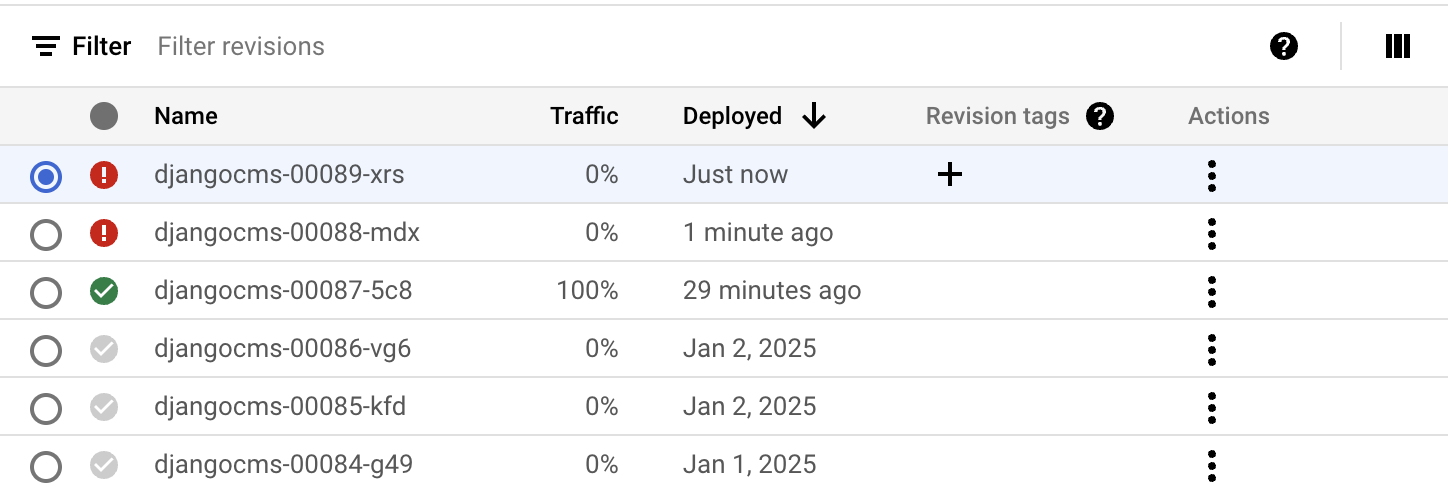 Filter Filter revisions
Name Traffic Deployed Revision tags Actions
djangocms-00089-xrs 0% Just now
djangocms-00088-mdx 0% 1 minute ago
djangocms-00087-5c8 100% 29 minutes ago
djangocms-00086-vg6 0% Jan 2, 2025
djangocms-00085-kfd 0% Jan 2, 2025
djangocms-00084-g49 0% Jan 1, 2025